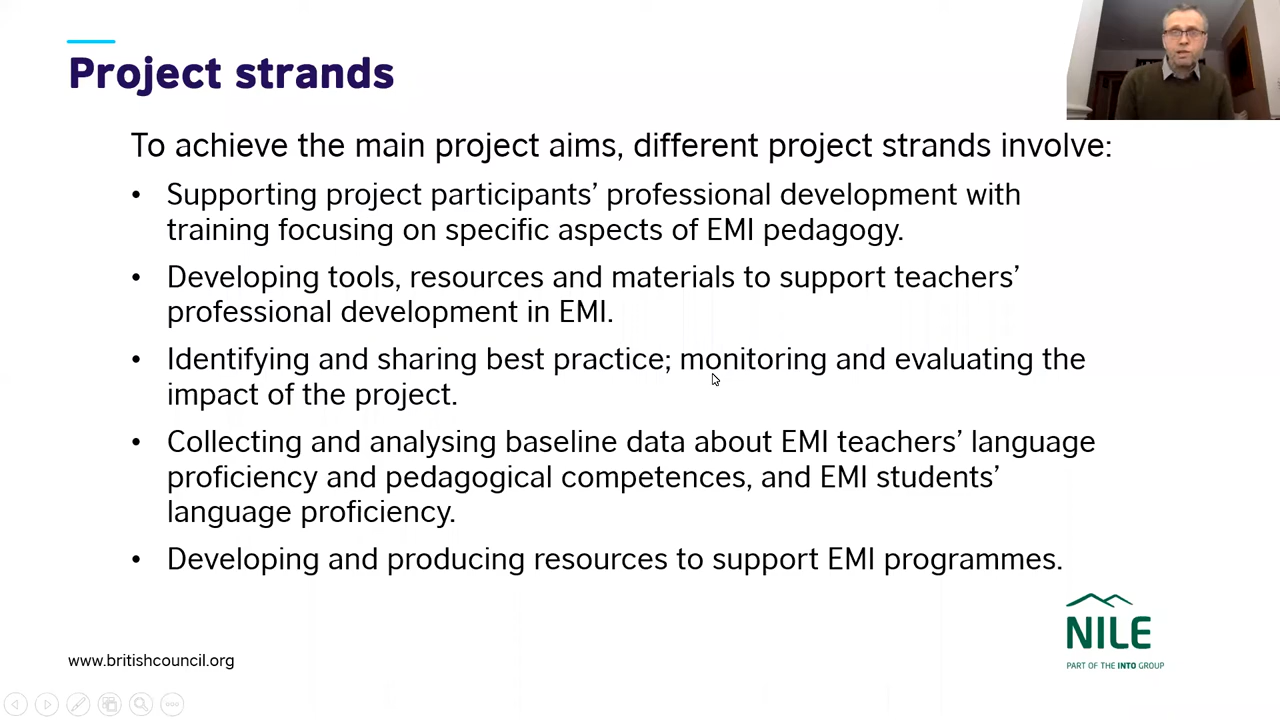 Project strands
To achieve the main project aims, different project strands involve:
• Supporting project participants’ professional development with
training focusing on specific aspects of EMI pedagogy.
• Developing tools, resources and materials to support teachers’
professional development in EMI.
• Identifying and sharing best practice; monitoring and evaluating the
impact of the project.
• Collecting and analysing baseline data about EMI teachers’ language
proficiency and pedagogical competences, and EMI students’
language proficiency.
• Developing and producing resources to support EMI programmes.
NILE
PART OF THE INTO GROUP
www.britishcouncil.org